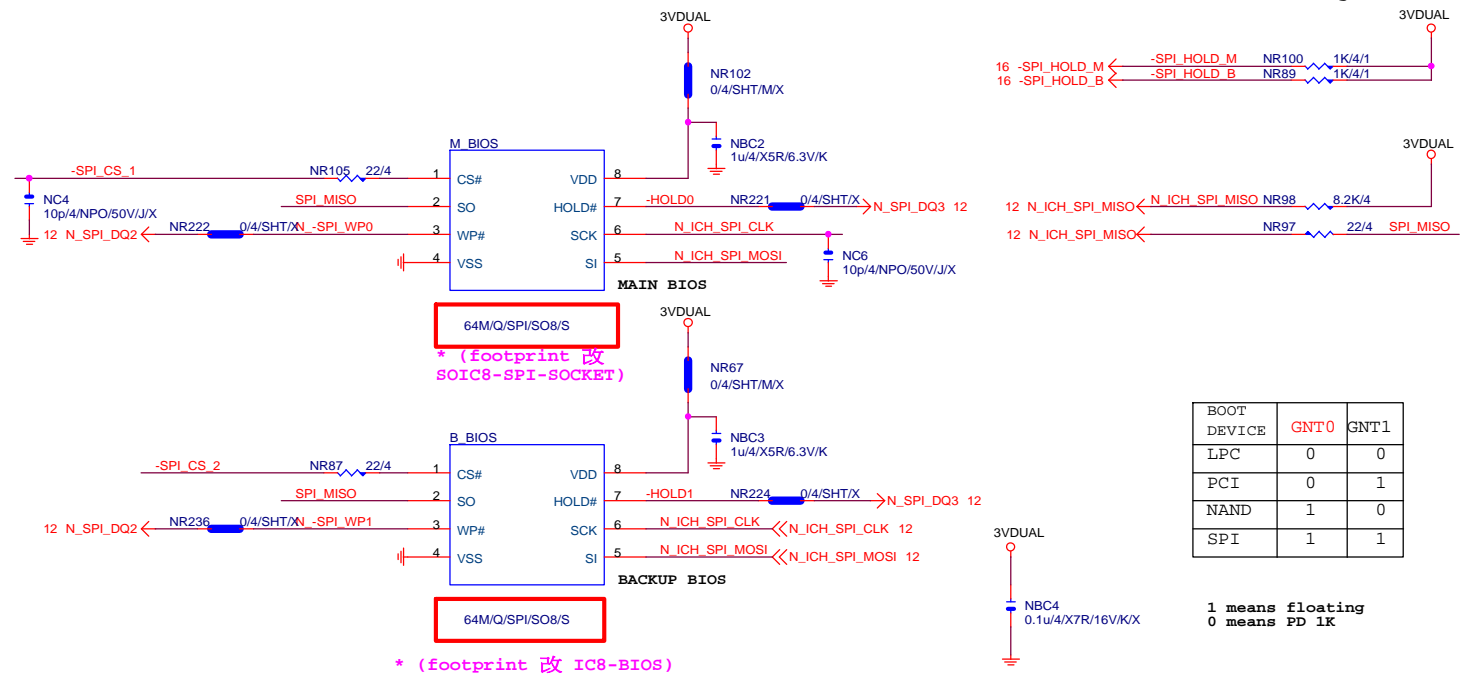 3VDUAL
NR102
0/4/SHT/M/X
NBC2
1u/4/X5R/6.3V/K
M_BIOS
-SPI_CS_1
NR105 22/4
1 CS# VDD 8
NC4
10p/4/NPO/50V/J/X
SPI_MISO
2 SO HOLD# 7
-HOLD0 NR221 0/4/SHT/X N_SPI_DQ3 12
12 N_SPI_DQ2 NR222 0/4/SHT/X N_-SPI_WP0
3 WP# SCK 6
N_ICH_SPI_CLK
4 VSS SI 5
N_ICH_SPI_MOSI
NC6
10p/4/NPO/50V/J/X
MAIN BIOS
64M/Q/SPI/SO8/S
* (footprint 改
SOIC8-SPI-SOCKET)
3VDUAL
16 -SPI_HOLD_M -SPI_HOLD_M NR100 1K/4/1
16 -SPI_HOLD_B -SPI_HOLD_B NR89 1K/4/1
3VDUAL
12 N_ICH_SPI_MISO N_ICH_SPI_MISO NR98 8.2K/4
12 N_ICH_SPI_MISO NR97 22/4 SPI_MISO
3VDUAL
NR67
0/4/SHT/M/X
NBC3
1u/4/X5R/6.3V/K
B_BIOS
-SPI_CS_2
NR87 22/4
1 CS# VDD 8
SPI_MISO
2 SO HOLD# 7
-HOLD1 NR224 0/4/SHT/X N_SPI_DQ3 12
12 N_SPI_DQ2 NR236 0/4/SHT/X N_-SPI_WP1
3 WP# SCK 6
N_ICH_SPI_CLK N_ICH_SPI_CLK 12
4 VSS SI 5
N_ICH_SPI_MOSI N_ICH_SPI_MOSI 12
BACKUP BIOS
64M/Q/SPI/SO8/S
* (footprint 改 IC8-BIOS)
3VDUAL
NBC4
0.1u/4/X7R/16V/K/X
BOOT
DEVICE GNT0 GNT1
LPC 0 0
PCI 0 1
NAND 1 0
SPI 1 1
1 means floating
0 means PD 1K